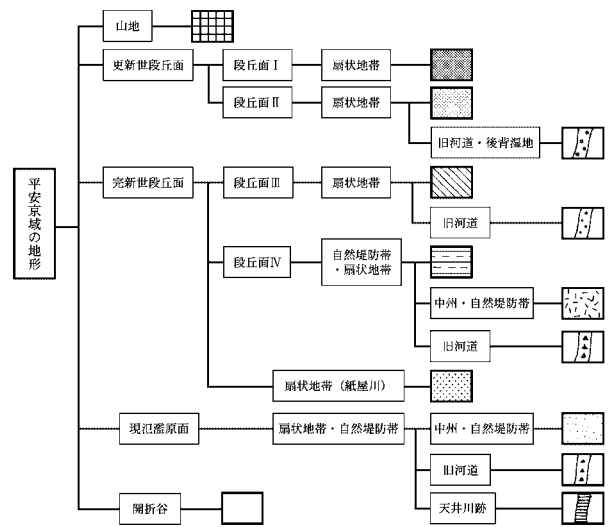 平安京域の地形
山地
更新世段丘面
段丘面Ⅰ
扇状地帯
段丘面Ⅱ
扇状地帯
旧河道・後背湿地
完新世段丘面
段丘面Ⅲ
扇状地帯
旧河道
段丘面Ⅳ
自然堤防帯
・扇状地帯
中州・自然堤防帯
旧河道
扇状地帯（紙屋川）
現氾濫原面
扇状地帯・自然堤防帯
中州・自然堤防帯
旧河道
天井川跡
開折谷